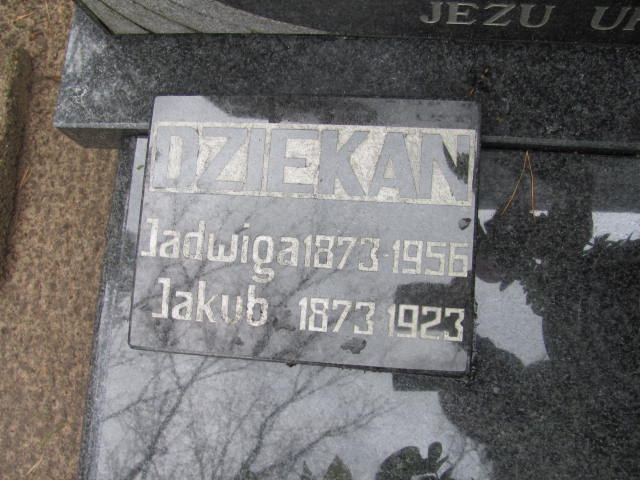 JEZU
DZIEKAN
Jadwiga 1873-1956
Jakub 1873 1923